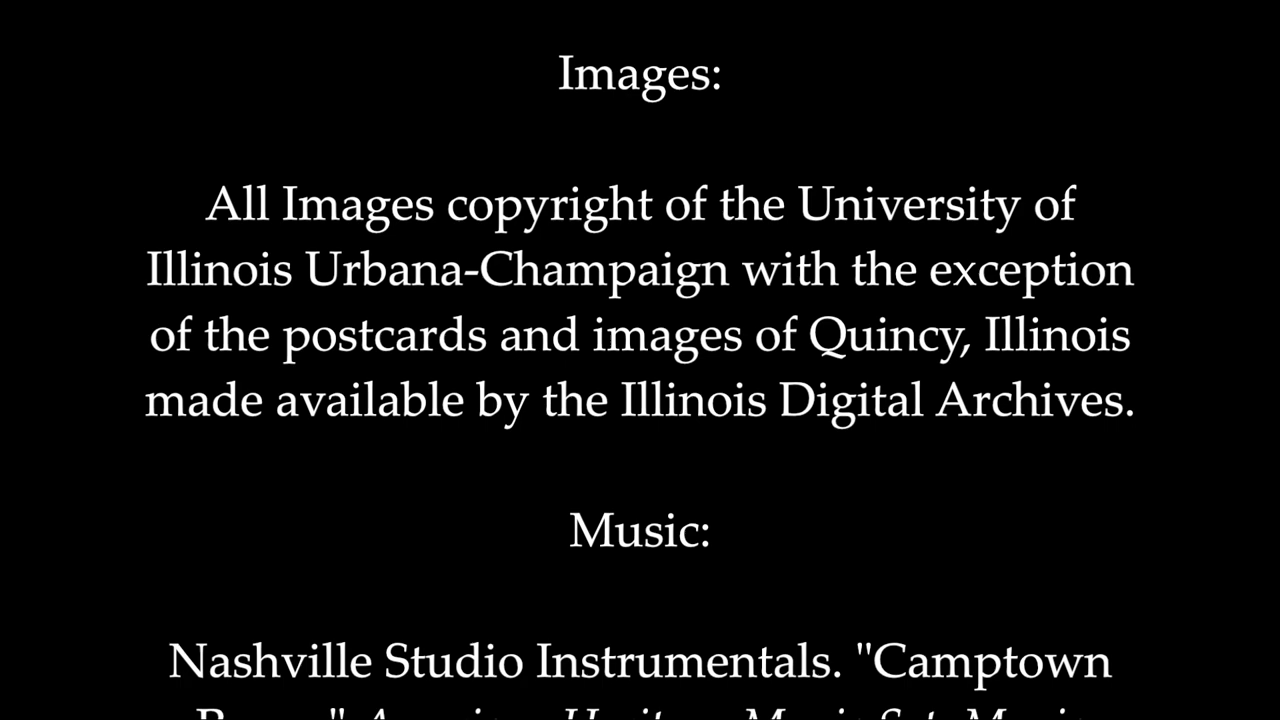 Images:
All Images copyright of the University of
Illinois Urbana-Champaign with the exception
of the postcards and images of Quincy, Illinois
made available by the Illinois Digital Archives.
Music:
Nashville Studio Instrumentals. "Camptown